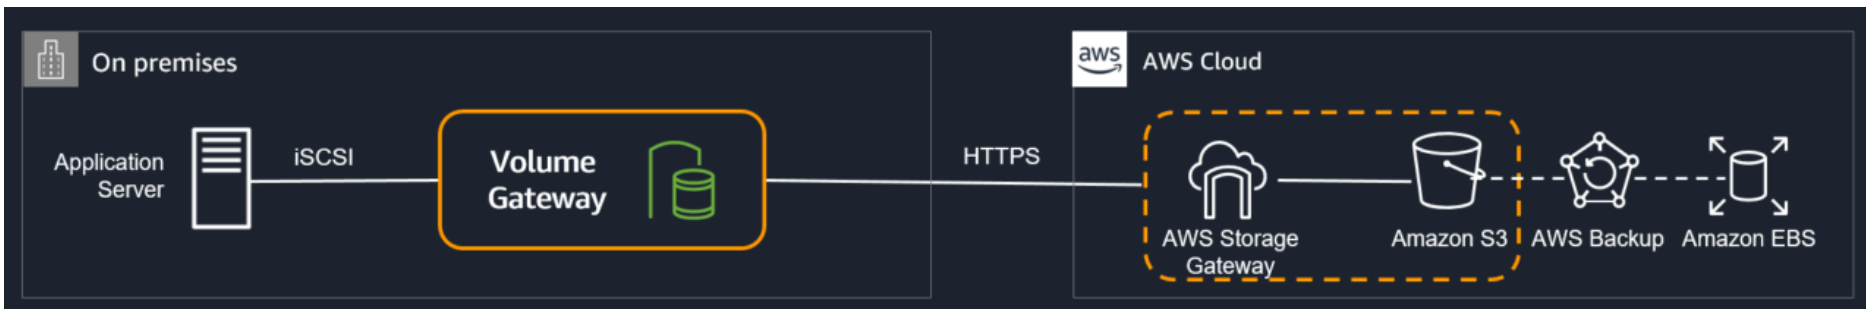 On premises
Application
Server
iSCSI
Volume
Gateway
HTTPS
aws
AWS Cloud
AWS Storage
Gateway
Amazon S3
AWS Backup
Amazon EBS